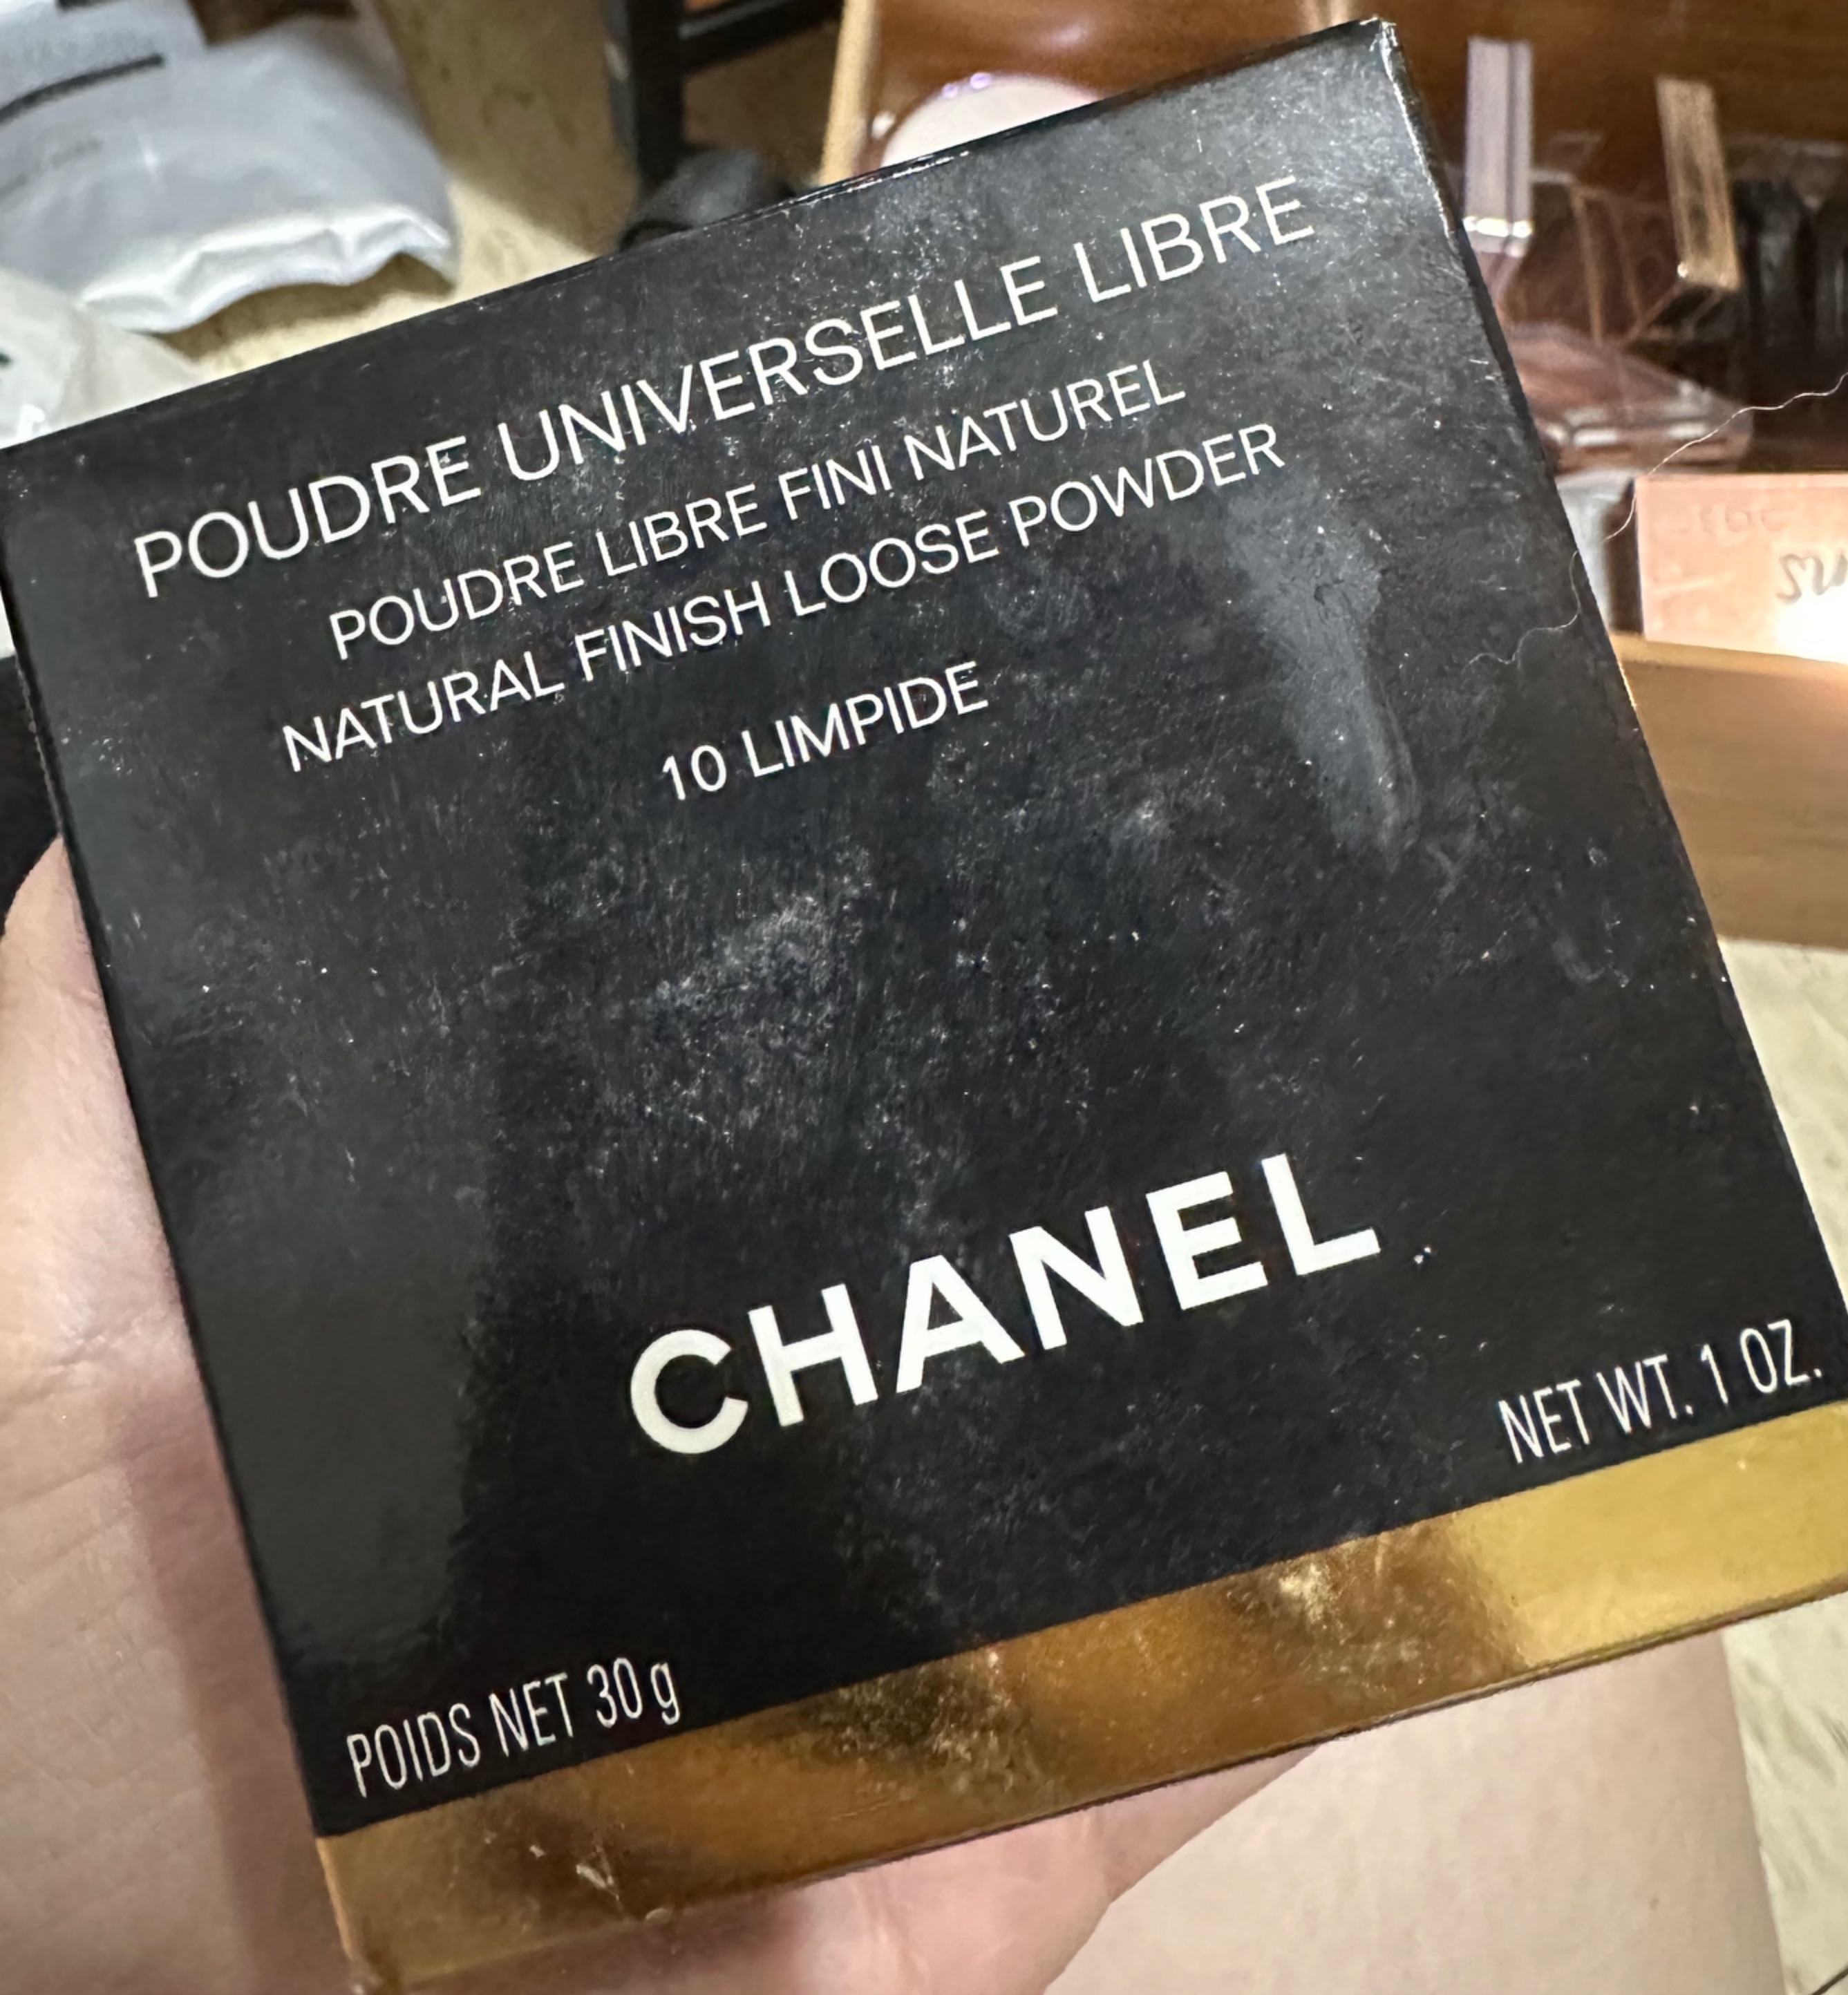 POUDRE UNIVERSELLE LIBRE
POUDRE LIBRE FINI NATUREL
NATURAL FINISH LOOSE POWDER
10 LIMPIDE
CHANEL
POIDS NET 30 g
NET WT. 1 OZ.